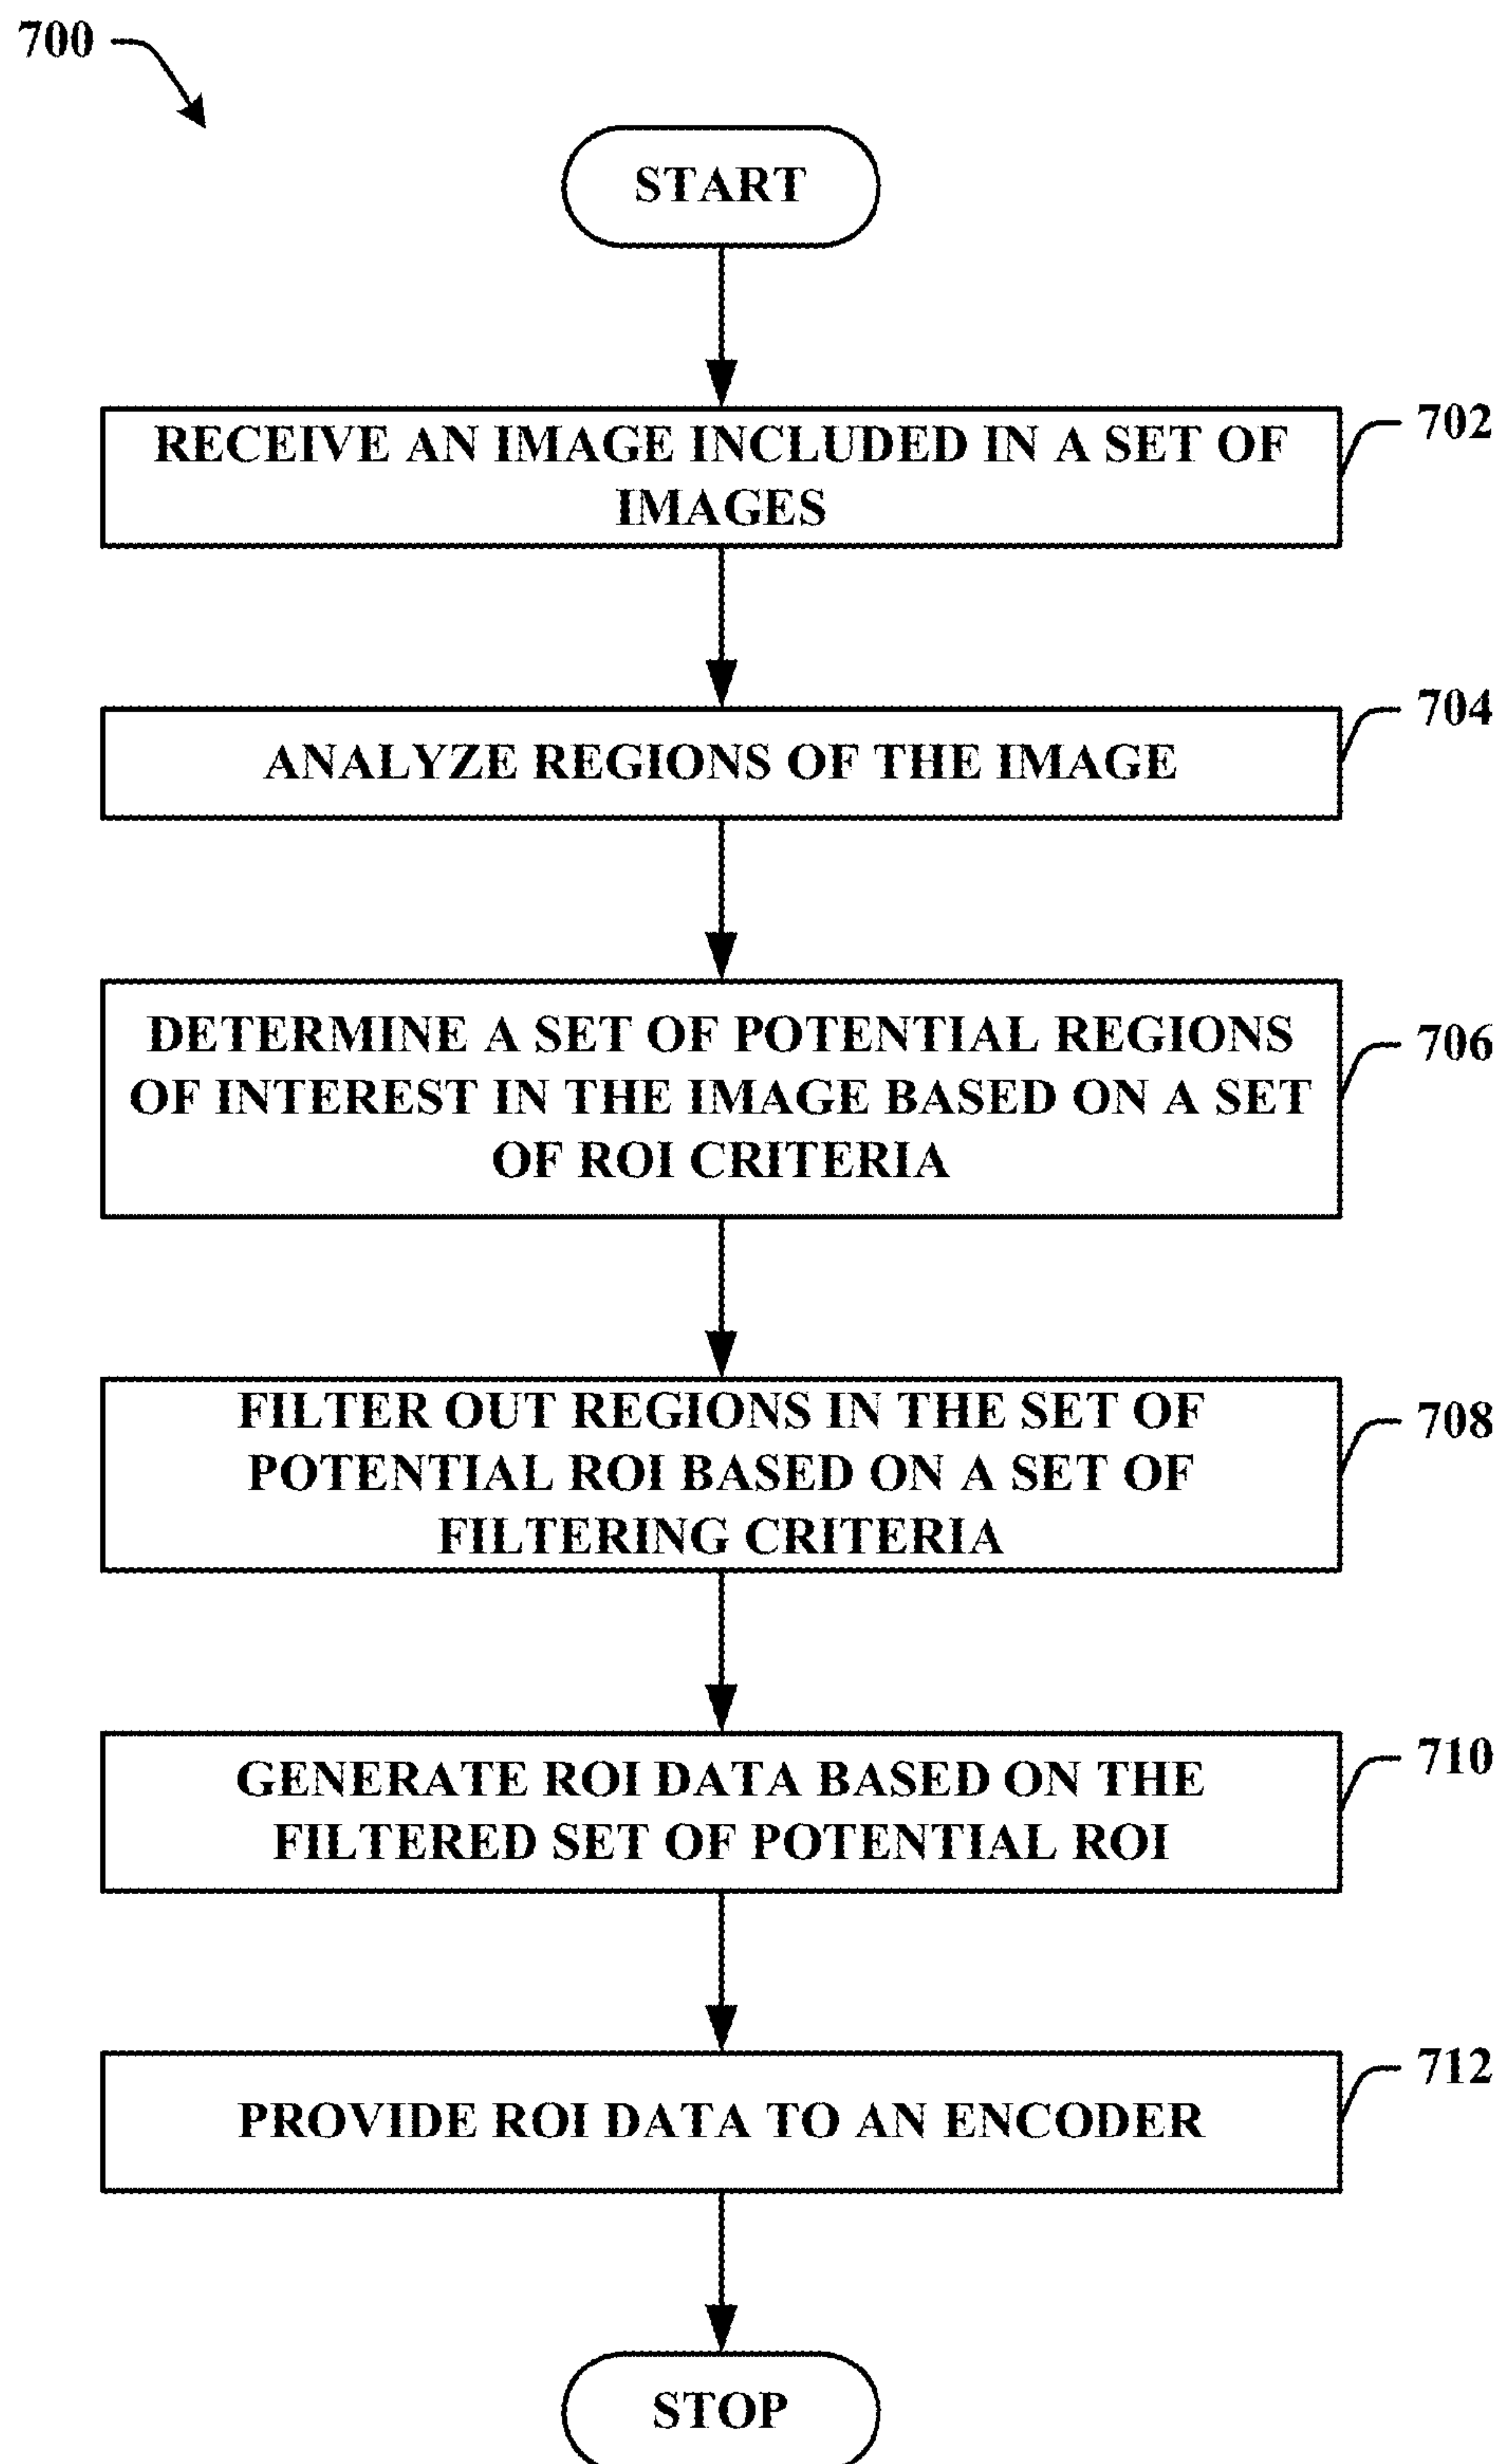 700
START
RECEIVE AN IMAGE INCLUDED IN A SET OF
IMAGES
702
ANALYZE REGIONS OF THE IMAGE
704
DETERMINE A SET OF POTENTIAL REGIONS
OF INTEREST IN THE IMAGE BASED ON A SET
OF ROI CRITERIA
706
FILTER OUT REGIONS IN THE SET OF
POTENTIAL ROI BASED ON A SET OF
FILTERING CRITERIA
708
GENERATE ROI DATA BASED ON THE
FILTERED SET OF POTENTIAL ROI
710
PROVIDE ROI DATA TO AN ENCODER
712
STOP